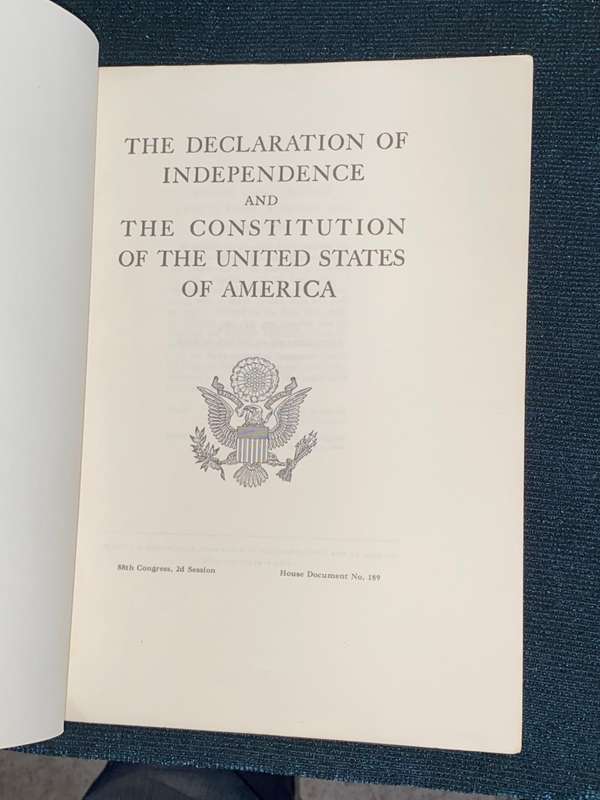 THE DECLARATION OF
INDEPENDENCE
AND
THE CONSTITUTION
OF THE UNITED STATES
OF AMERICA
88th Congress, 2d Session
House Document No. 189